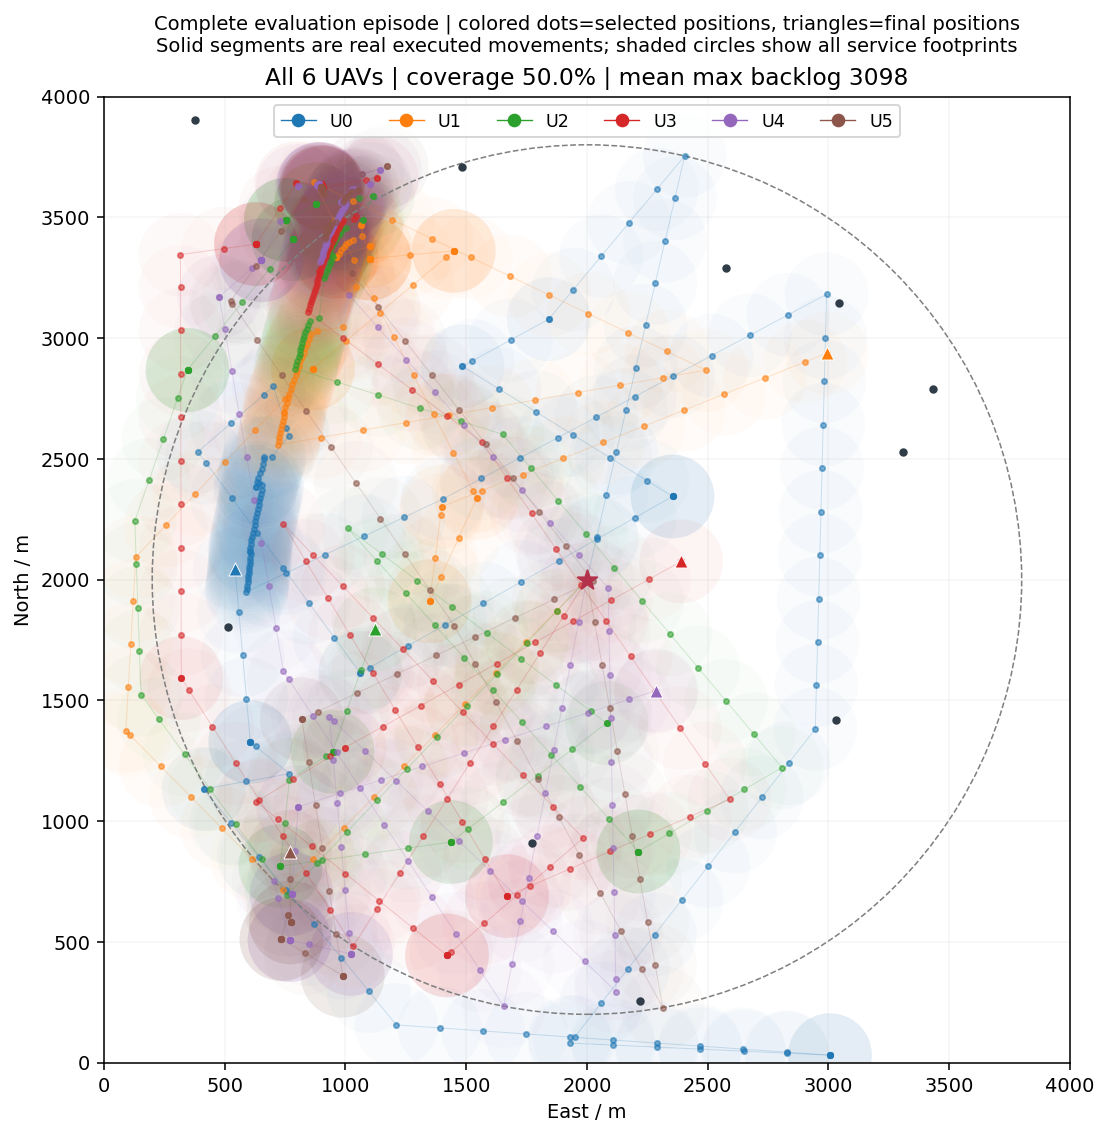 Complete evaluation episode | colored dots=selected positions, triangles=final positions
Solid segments are real executed movements; shaded circles show all service footprints
All 6 UAVs | coverage 50.0% | mean max backlog 3098
U0 U1 U2 U3 U4 U5
4000
3500
3000
2500
2000
1500
1000
500
0
North / m
0 500 1000 1500 2000 2500 3000 3500 4000
East / m